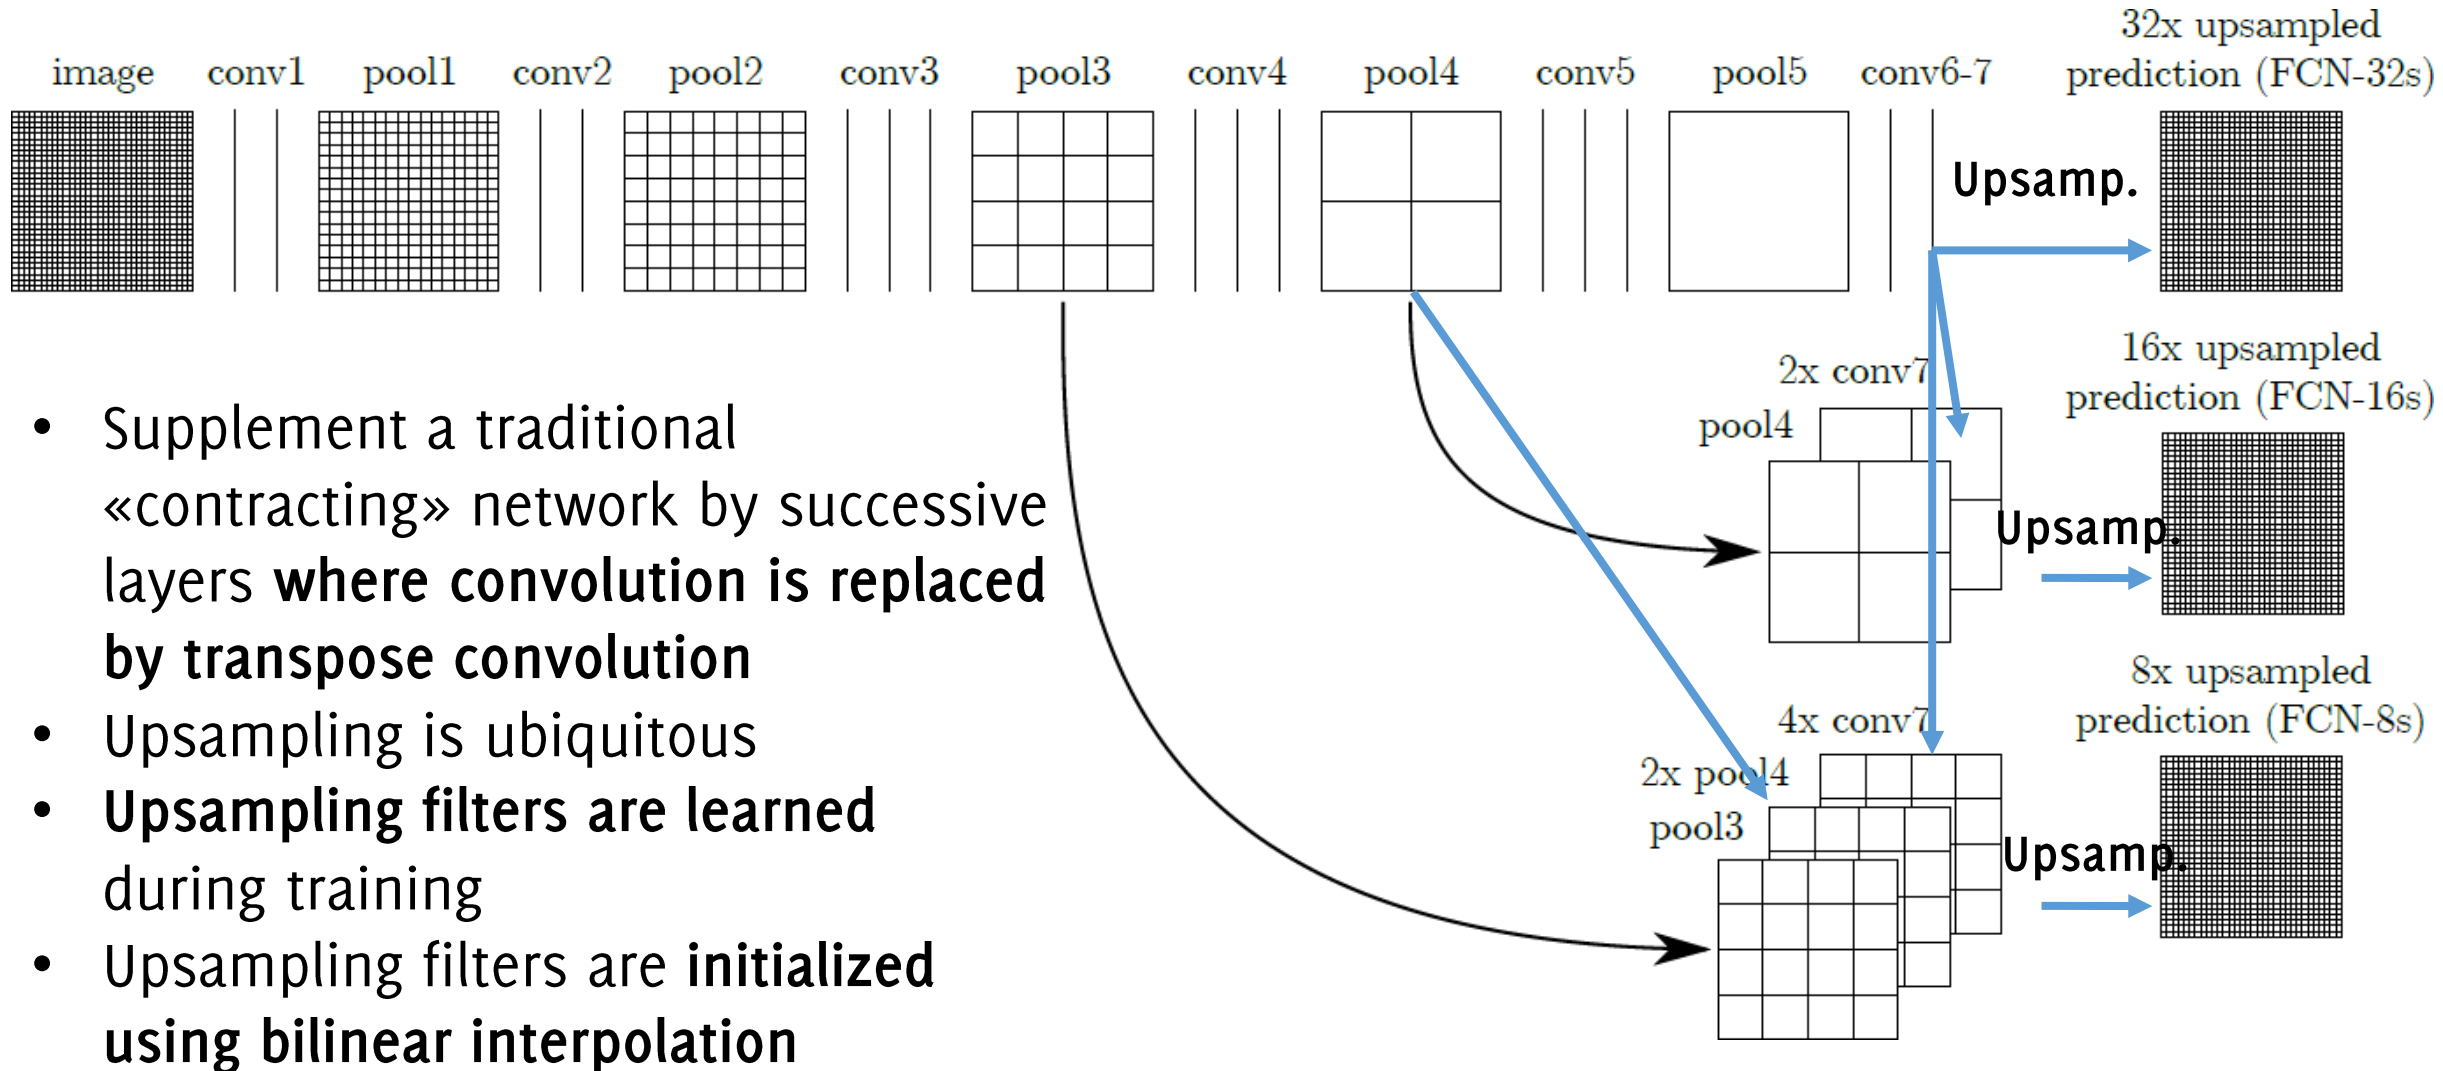 image conv1 pool1 conv2 pool2 conv3 pool3 conv4 pool4 conv5 pool5 conv6-7
32x upsampled
prediction (FCN-32s)
Upsamp.
16x upsampled
prediction (FCN-16s)
2x conv7
pool4
Upsamp.
8x upsampled
prediction (FCN-8s)
4x conv7
2x pool4
pool3
Upsamp.
• Supplement a traditional
«contracting» network by successive
layers where convolution is replaced
by transpose convolution
• Upsampling is ubiquitous
• Upsampling filters are learned
during training
• Upsampling filters are initialized
using bilinear interpolation